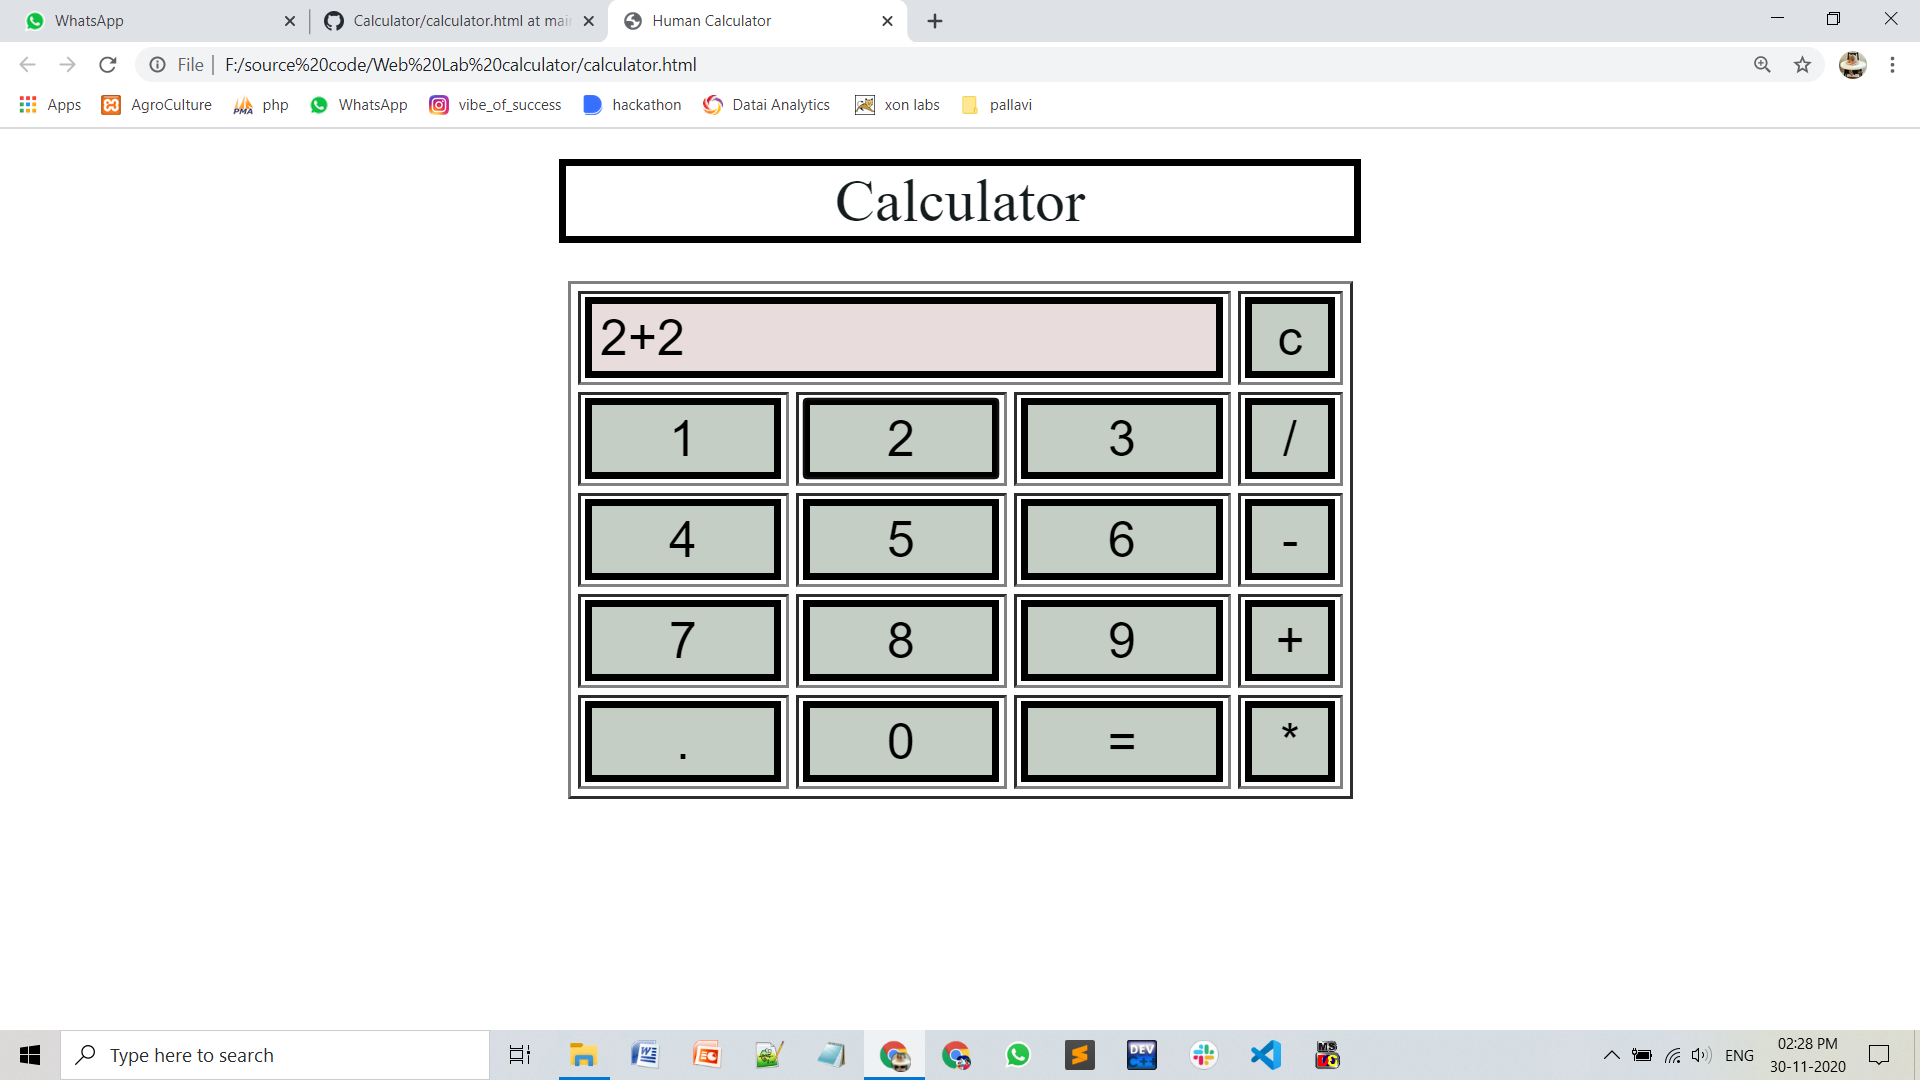 WhatsApp
Calculator/calculator.html at mai
Human Calculator
File | F:/source%20code/Web%20Lab%20calculator/calculator.html
Apps AgroCulture php WhatsApp vibe_of_success hackathon Datai Analytics xon labs pallavi
Calculator
2+2 c
1 2 3 /
4 5 6 -
7 8 9 +
. 0 = *
Type here to search
ENG
02:28 PM
30-11-2020